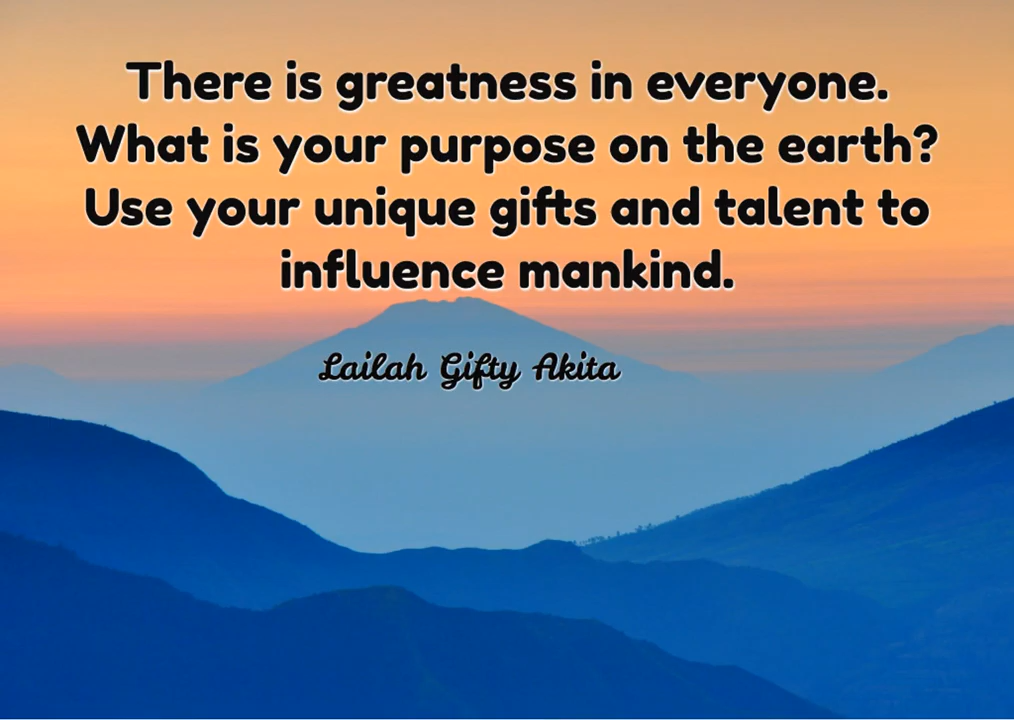 There is greatness in everyone.
What is your purpose on the earth?
Use your unique gifts and talent to
influence mankind.
Lailah Gifty Akita